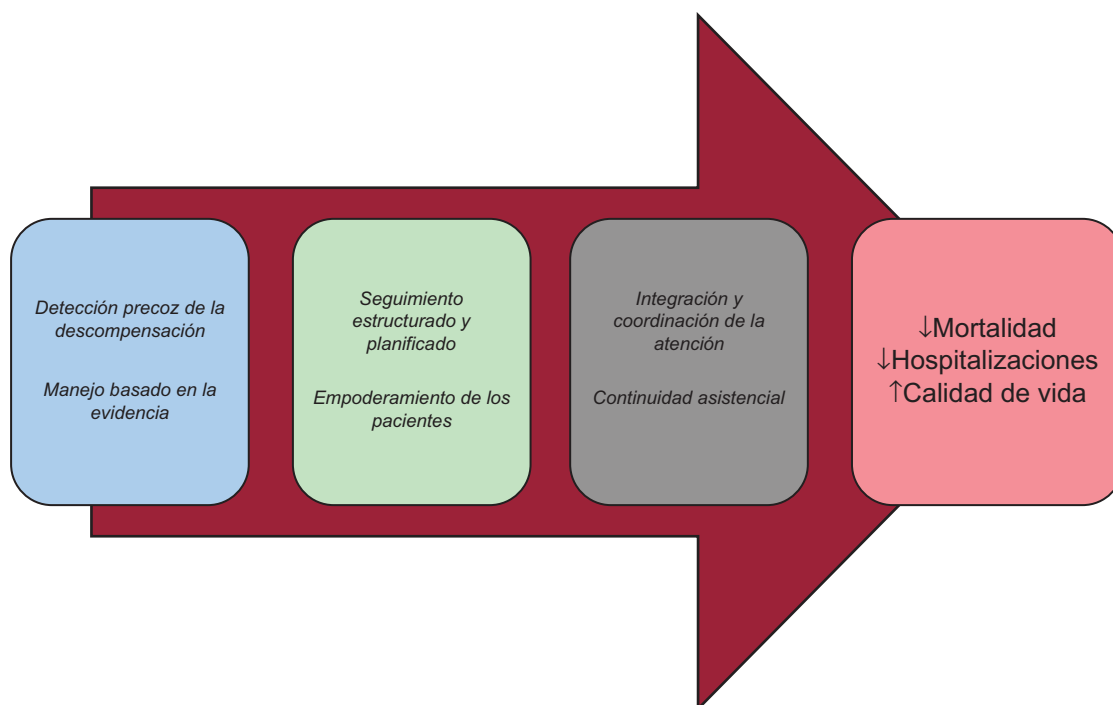 Detección precoz de la
descompensación
Manejo basado en la
evidencia
Seguimiento
estructurado y
planificado
Empoderamiento de los
pacientes
Integración y
coordinación de la
atención
Continuidad asistencial
↓Mortalidad
↓Hospitalizaciones
↑Calidad de vida